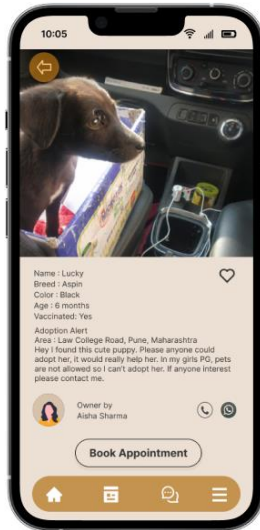 10:05
Name : Lucky
Breed : Aspin
Color : Black
Age : 6 months
Vaccinated: Yes
Adoption Alert
Area : Law College Road, Pune, Maharashtra
Hey I found this cute puppy. Please anyone could
adopt her, it would really help her. In my girls PG, pets
are not allowed so I can't adopt her. If anyone interest
please contact me.
Owner by
Aisha Sharma
Book Appointment